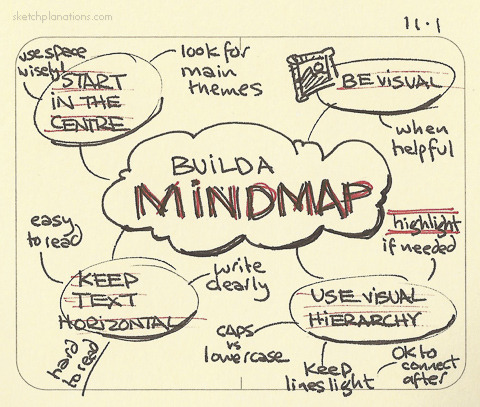 sketchplanations.com
11.1
use space
wisely
START
IN THE
CENTRE
look for
main
themes
BE VISUAL
when
helpful
BUILD A
MINDMAP
easy
to read
KEEP
TEXT
HORIZONTAL
hard
to read
write
clearly
highlight
if needed
USE VISUAL
HIERARCHY
CAPS
vs
lowercase
Keep
lines light
OK to
connect
after